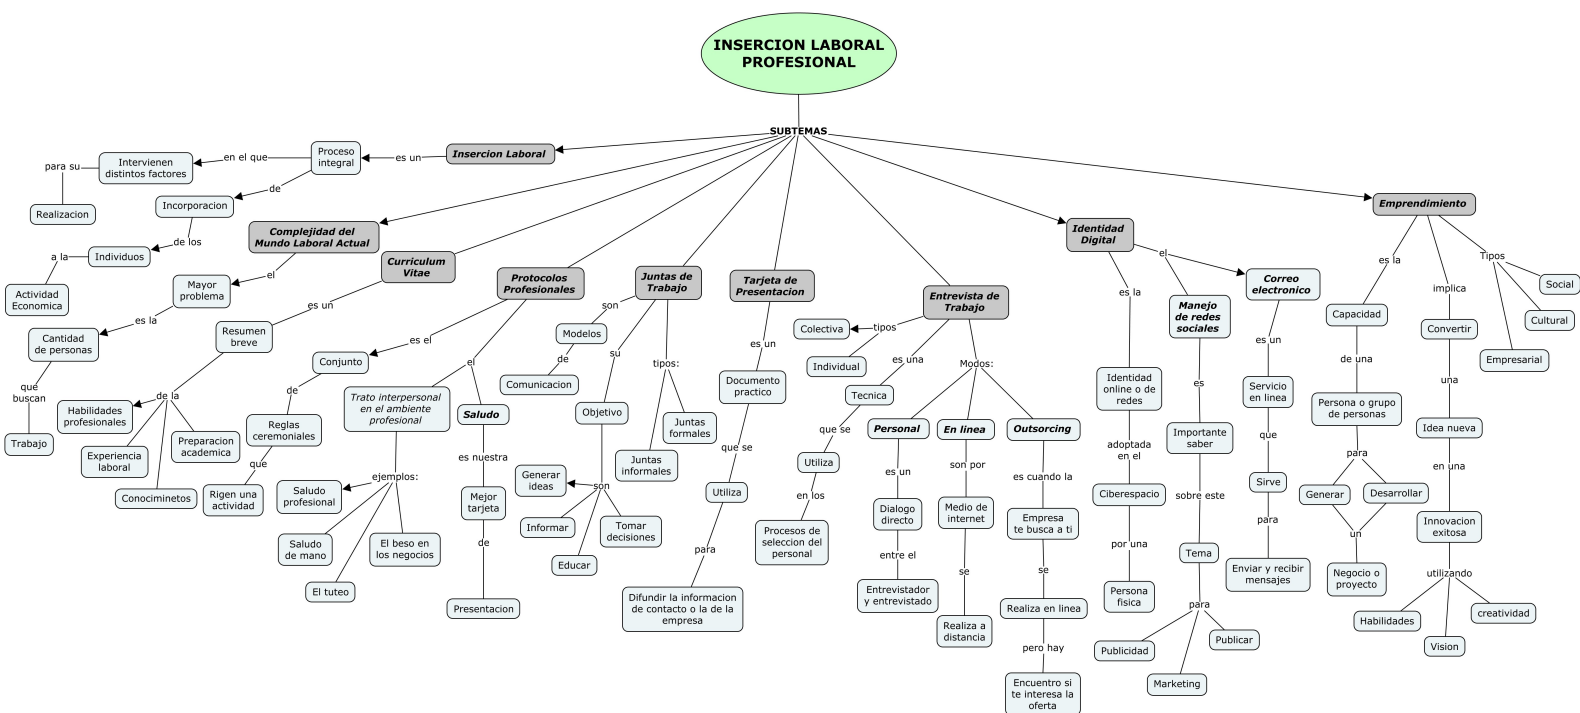 INSERCION LABORAL
PROFESIONAL
SUBTEMAS
Insercion Laboral
es un
Proceso
integral
en el que
Intervienen
distintos factores
para su
Realizacion
de
Incorporacion
de los
Individuos
a la
Actividad
Economica
Complejidad del
Mundo Laboral Actual
el
Mayor
problema
es la
Cantidad
de personas
que
buscan
Trabajo
Curriculum
Vitae
es un
Resumen
breve
de la
Habilidades
profesionales
Experiencia
laboral
Conociminetos
Preparacion
academica
Protocolos
Profesionales
es el
Conjunto
de
Reglas
ceremoniales
que
Rigen una
actividad
el
Trato interpersonal
en el ambiente
profesional
ejemplos:
Saludo
profesional
Saludo
de mano
El tuteo
El beso en
los negocios
Saludo
es nuestra
Mejor
tarjeta
de
Presentacion
Juntas de
Trabajo
son
Modelos
de
Comunicacion
su
Objetivo
son
Generar
ideas
Informar
Educar
Tomar
decisiones
tipos:
Juntas
informales
Juntas
formales
Tarjeta de
Presentacion
es un
Documento
practico
que se
Utiliza
para
Difundir la informacion
de contacto o la de la
empresa
Entrevista de
Trabajo
tipos
Colectiva
Individual
es una
Tecnica
que se
Utiliza
en los
Procesos de
seleccion del
personal
Modos:
Personal
es un
Dialogo
directo
entre el
Entrevistador
y entrevistado
En linea
son por
Medio de
internet
se
Realiza a
distancia
Outsorcing
es cuando la
Empresa
te busca a ti
se
Realiza en linea
pero hay
Encuentro si
te interesa la
oferta
Identidad
Digital
es la
Identidad
online o de
redes
adoptada
en el
Ciberespacio
por una
Persona
fisica
el
Manejo
de redes
sociales
es
Importante
saber
sobre este
Tema
para
Publicidad
Marketing
Publicar
Correo
electronico
es un
Servicio
en linea
que
Sirve
para
Enviar y recibir
mensajes
Emprendimiento
es la
Capacidad
de una
Persona o grupo
de personas
para
Generar
Desarrollar
un
Negocio o
proyecto
implica
Convertir
una
Idea nueva
en una
Innovacion
exitosa
utilizando
Habilidades
Vision
creatividad
Tipos
Social
Cultural
Empresarial